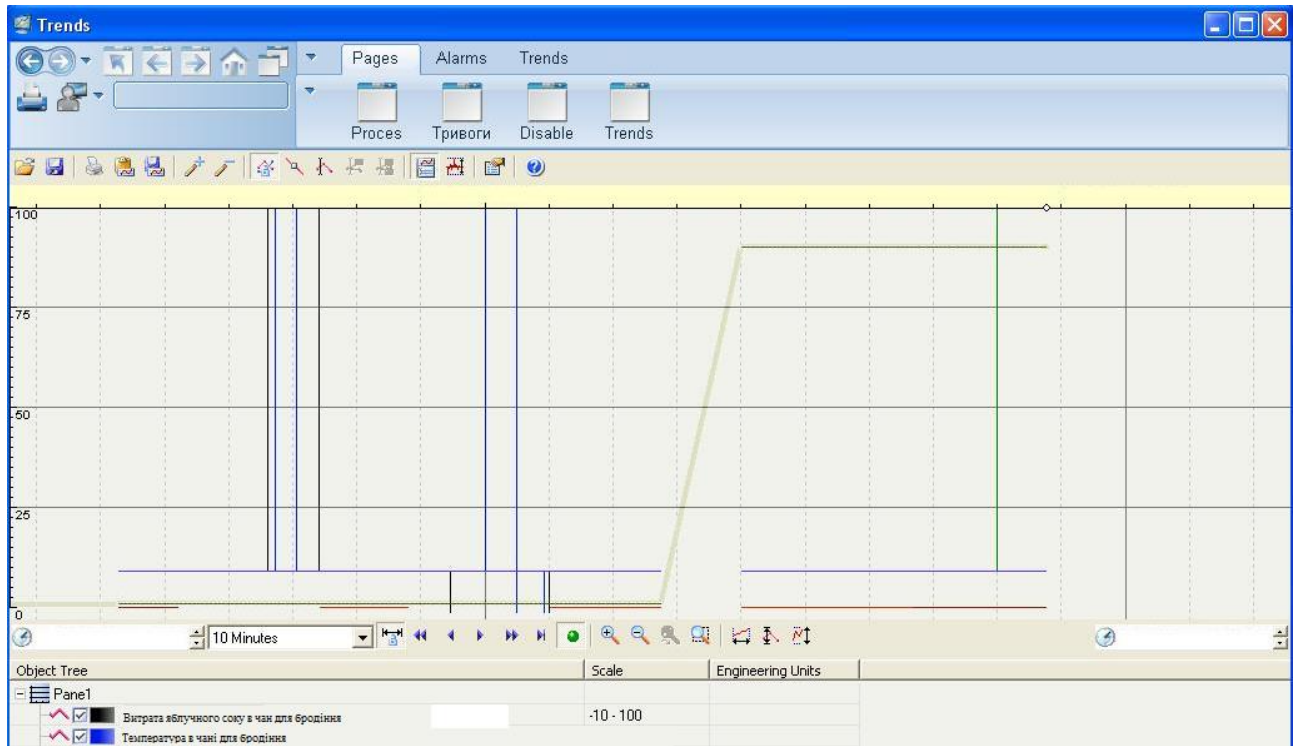 Trends
Pages Alarms Trends
Proces Тривоги Disable Trends
100
75
50
25
0
10 Minutes
Object Tree Scale Engineering Units
Pane1
Витрата яблучного соку в чан для бродіння -10 - 100
Температура в чані для бродіння